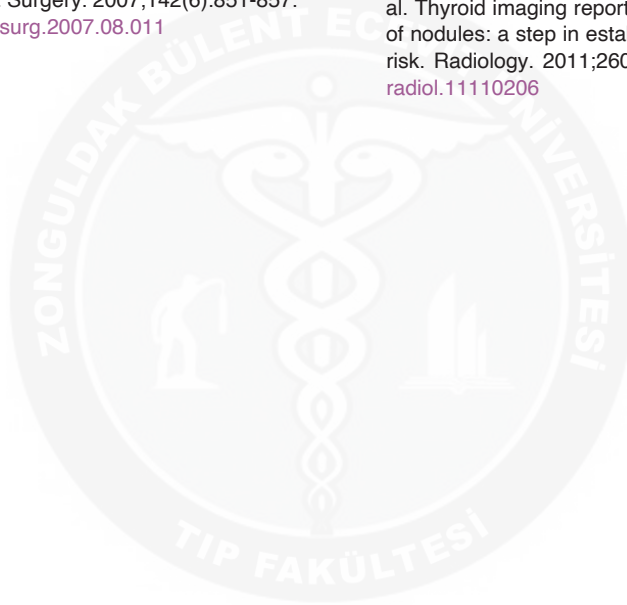 Surgery. 2007;142(6):851-857.
surg.2007.08.011
al. Thyroid imaging report
of nodules: a step in estab
risk. Radiology. 2011;260
radiol.11110206
ZONGULDAK BÜLENT ECEVİT ÜNİVERSİTESİ
TIP FAKÜLTESİ